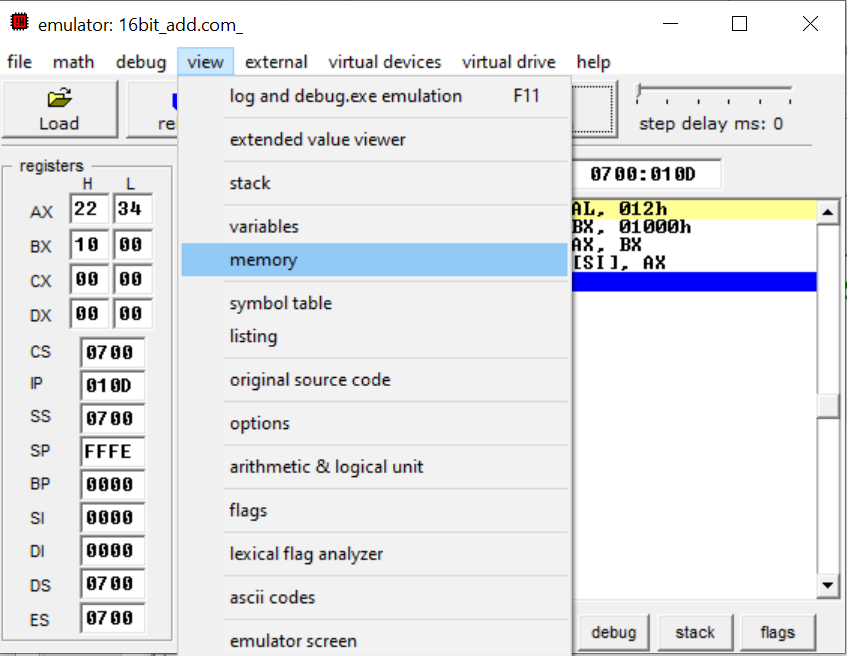 emulator: 16bit_add.com_
file math debug view external virtual devices virtual drive help
Load
log and debug.exe emulation F11
step delay ms: 0
extended value viewer
registers
H L
0700:010D
stack
AX 22 34
AL, 012h
BX, 01000h
variables
BX 10 00
AX, BX
memory
[SI], AX
CX 00 00
symbol table
DX 00 00
listing
CS 0700
original source code
IP 010D
SS 0700
options
SP FFFE
arithmetic & logical unit
BP 0000
flags
SI 0000
DI 0000
lexical flag analyzer
DS 0700
ascii codes
ES 0700
debug stack flags
emulator screen